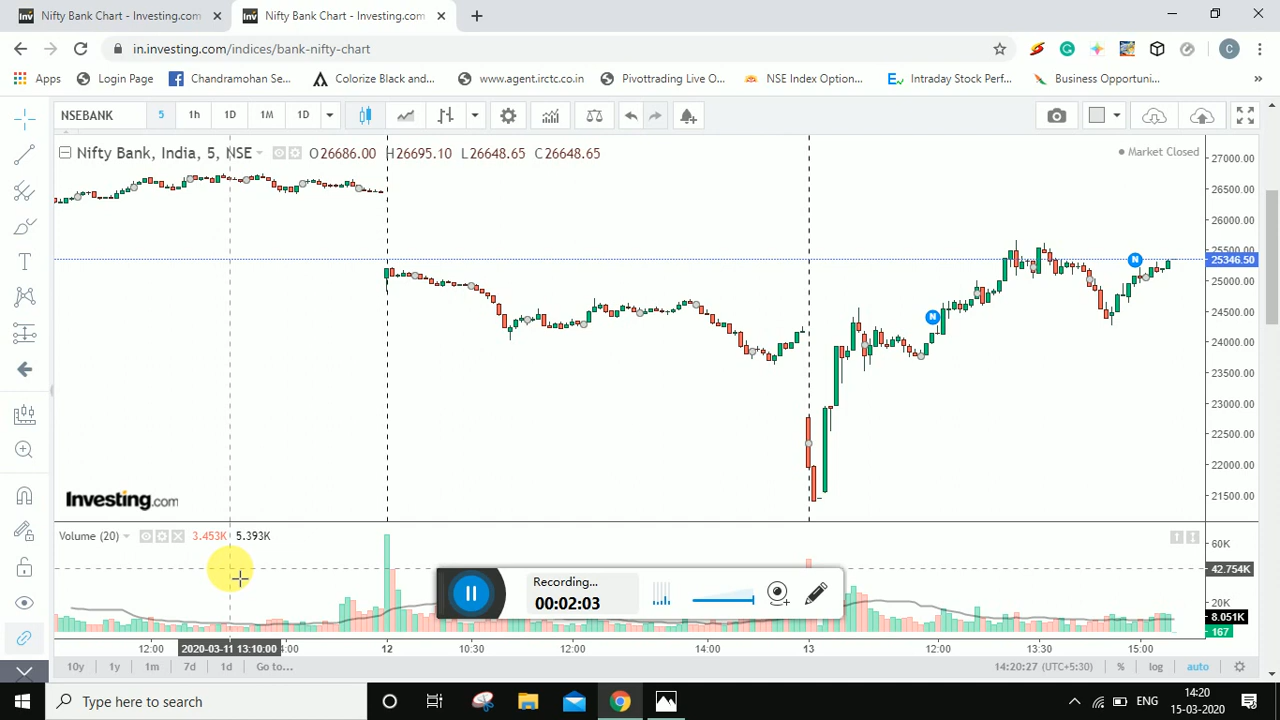 Nifty Bank Chart - Investing.com
Nifty Bank Chart - Investing.com
in.investing.com/indices/bank-nifty-chart
C
Apps
Login Page
Chandramohan Se...
Colorize Black and...
www.agent.irctc.co.in
Pivottrading Live O...
NSE Index Option...
Intraday Stock Perf...
Business Opportuni...
»
NSEBANK
5
1h
1D
1M
1D
Nifty Bank, India, 5, NSE
O26686.00 H26695.10 L26648.65 C26648.65
Market Closed
27000.00
26500.00
26000.00
25500.00
25346.50
25000.00
24500.00
24000.00
23500.00
23000.00
22500.00
22000.00
21500.00
N
N
Investing.com
Volume (20)
3.453K 5.393K
60K
42.754K
20K
8.051K
167
Recording...
00:02:03
12:00
2020-03-11 13:10:00
12
10:30
12:00
14:00
13
12:00
13:30
15:00
10y
1y
1m
7d
1d
Go to...
14:20:27 (UTC+5:30)
%
log
auto
Type here to search
ENG
14:20
15-03-2020